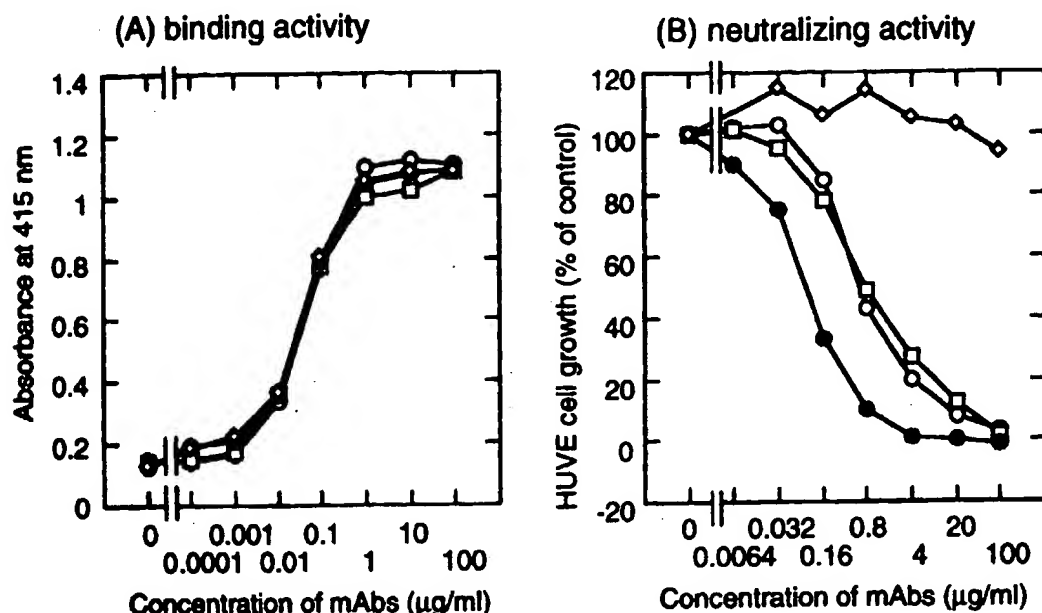 (A) binding activity
Absorbance at 415 nm
1.4
1.2
1
0.8
0.6
0.4
0.2
0
0 0.001 0.1 10
0.0001 0.01 1 100
Concentration of mAbs (µg/ml)
(B) neutralizing activity
HUVE cell growth (% of control)
120
100
80
60
40
20
0
-20
0 0.032 0.8 20
0.0064 0.16 4 100
Concentration of mAbs (µg/ml)